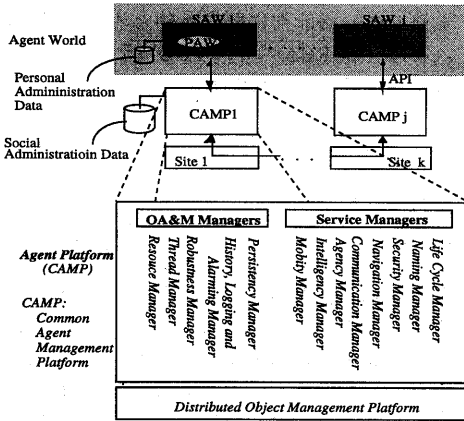 SAW i
SAW j
PAW
Agent World
Personal
Admininistration
Data
API
CAMP1
CAMP j
Social
Administratioin Data
Site 1
Site k
OA&M Managers
Service Managers
Agent Platform
(CAMP)
CAMP:
Common
Agent
Management
Platform
Resouce Manager
Thread Manager
Robustness Manager
History, Logging and
Alarming Manager
Persistency Manager
Mobity Manager
Intelligency Manager
Agency Manager
Communication Manager
Navigation Manager
Security Manager
Naming Manager
Life Cycle Manager
Distributed Object Management Platform